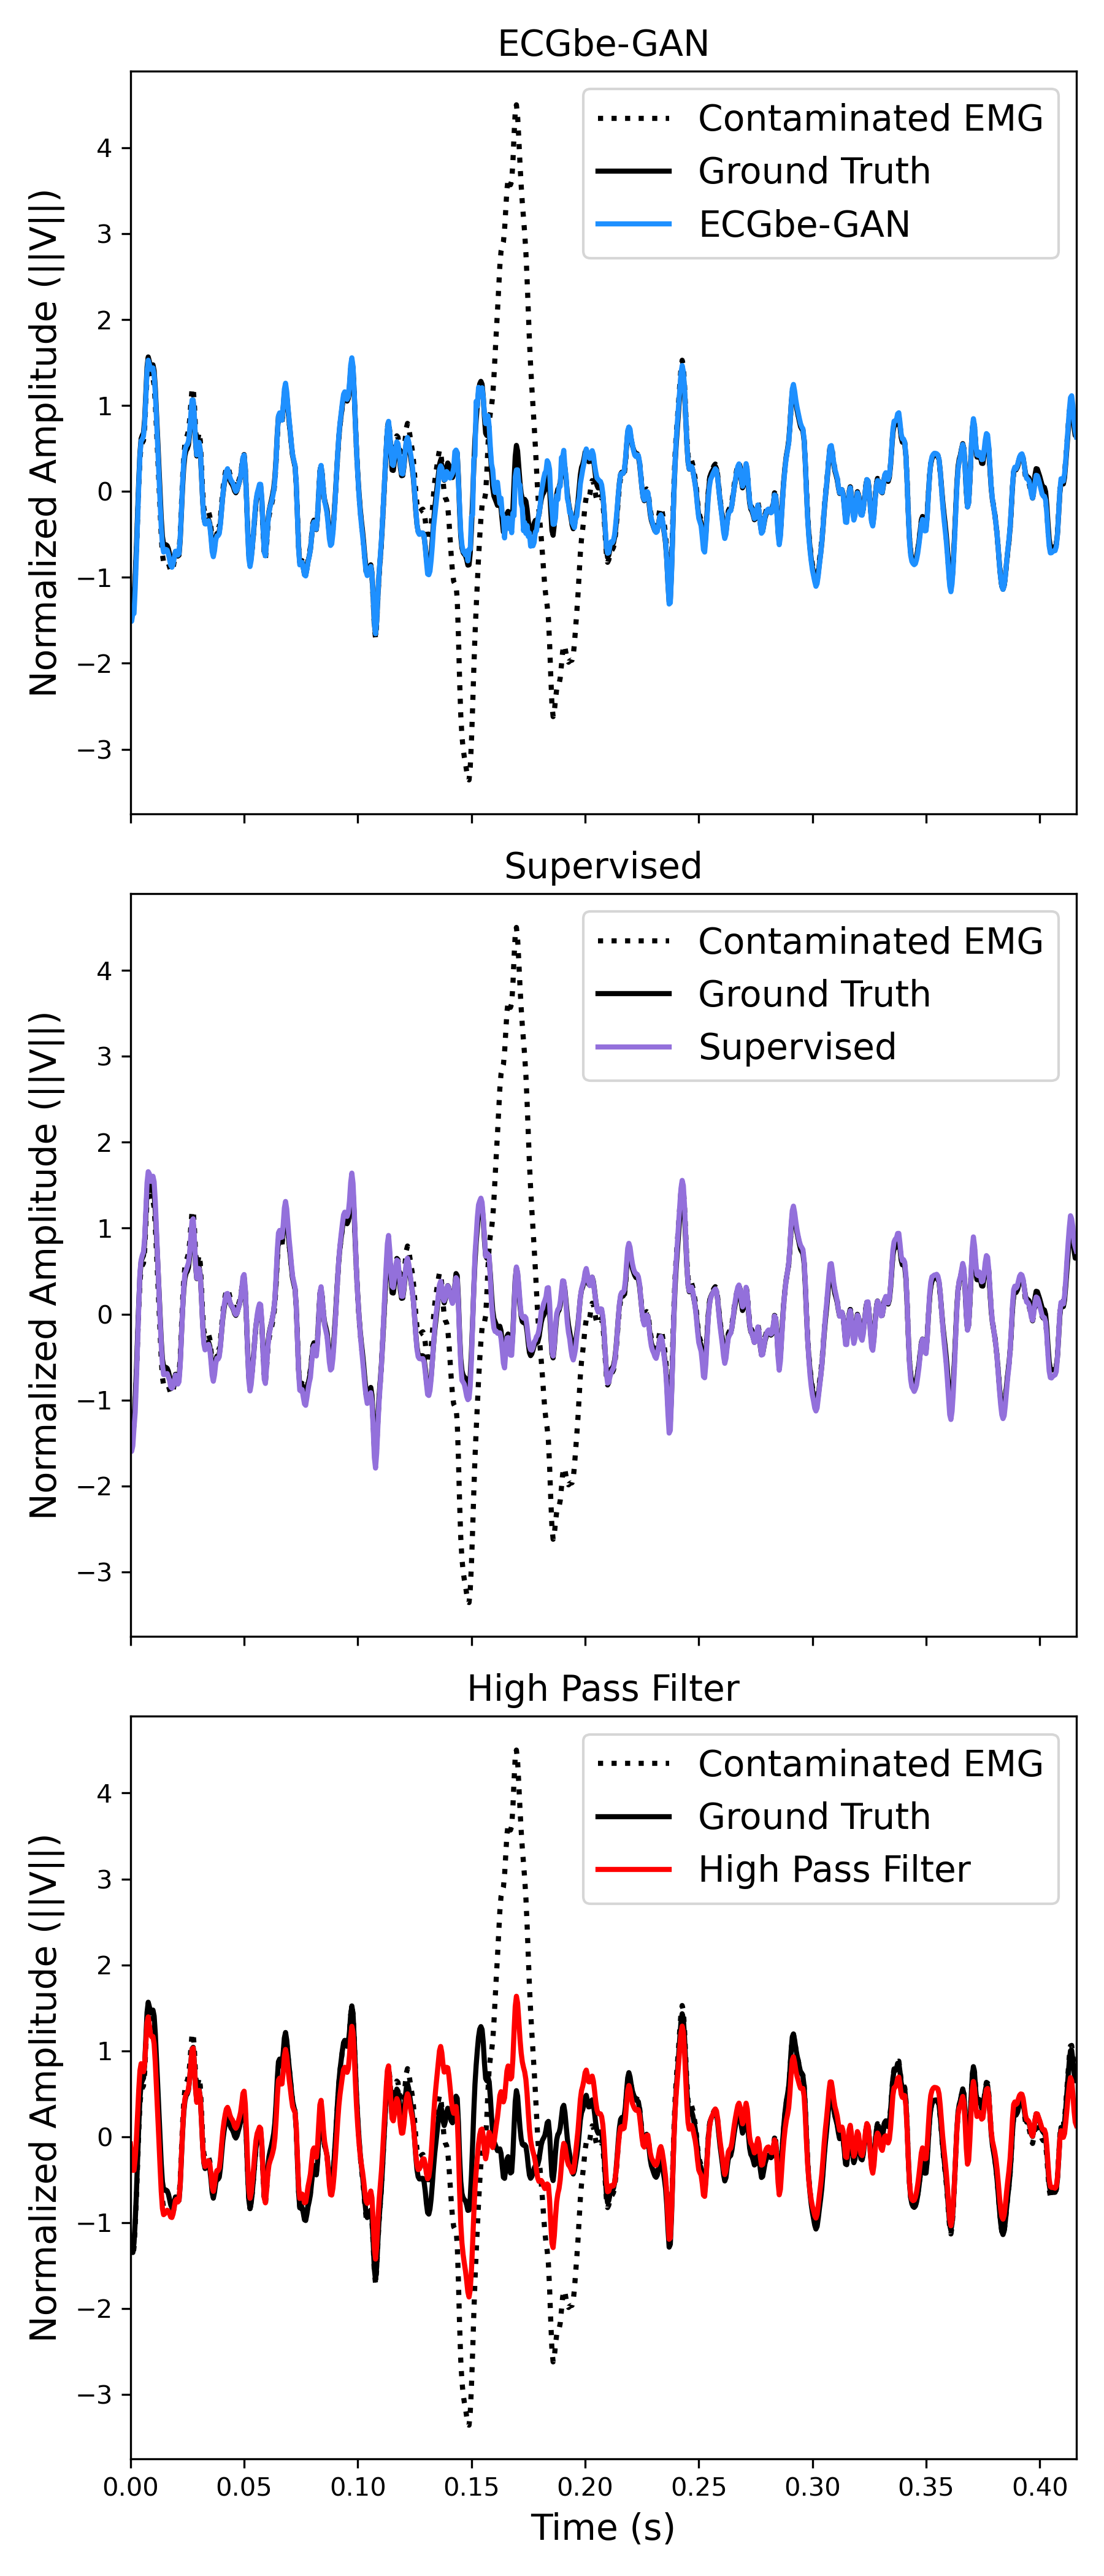 ECGbe-GAN
Contaminated EMG
Ground Truth
ECGbe-GAN
Normalized Amplitude (||V||)
4
3
2
1
0
−1
−2
−3
Supervised
Contaminated EMG
Ground Truth
Supervised
Normalized Amplitude (||V||)
4
3
2
1
0
−1
−2
−3
High Pass Filter
Contaminated EMG
Ground Truth
High Pass Filter
Normalized Amplitude (||V||)
4
3
2
1
0
−1
−2
−3
0.00 0.05 0.10 0.15 0.20 0.25 0.30 0.35 0.40
Time (s)